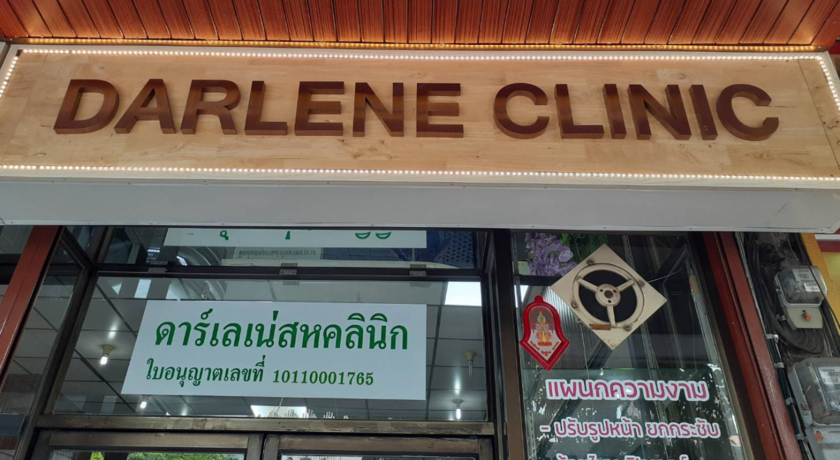 DARLENE CLINIC
ดาร์เลเน่สหคลินิก
ใบอนุญาตเลขที่ 10110001765
แผนกความงาม
- ปรับรูปหน้า ยกกระชับ